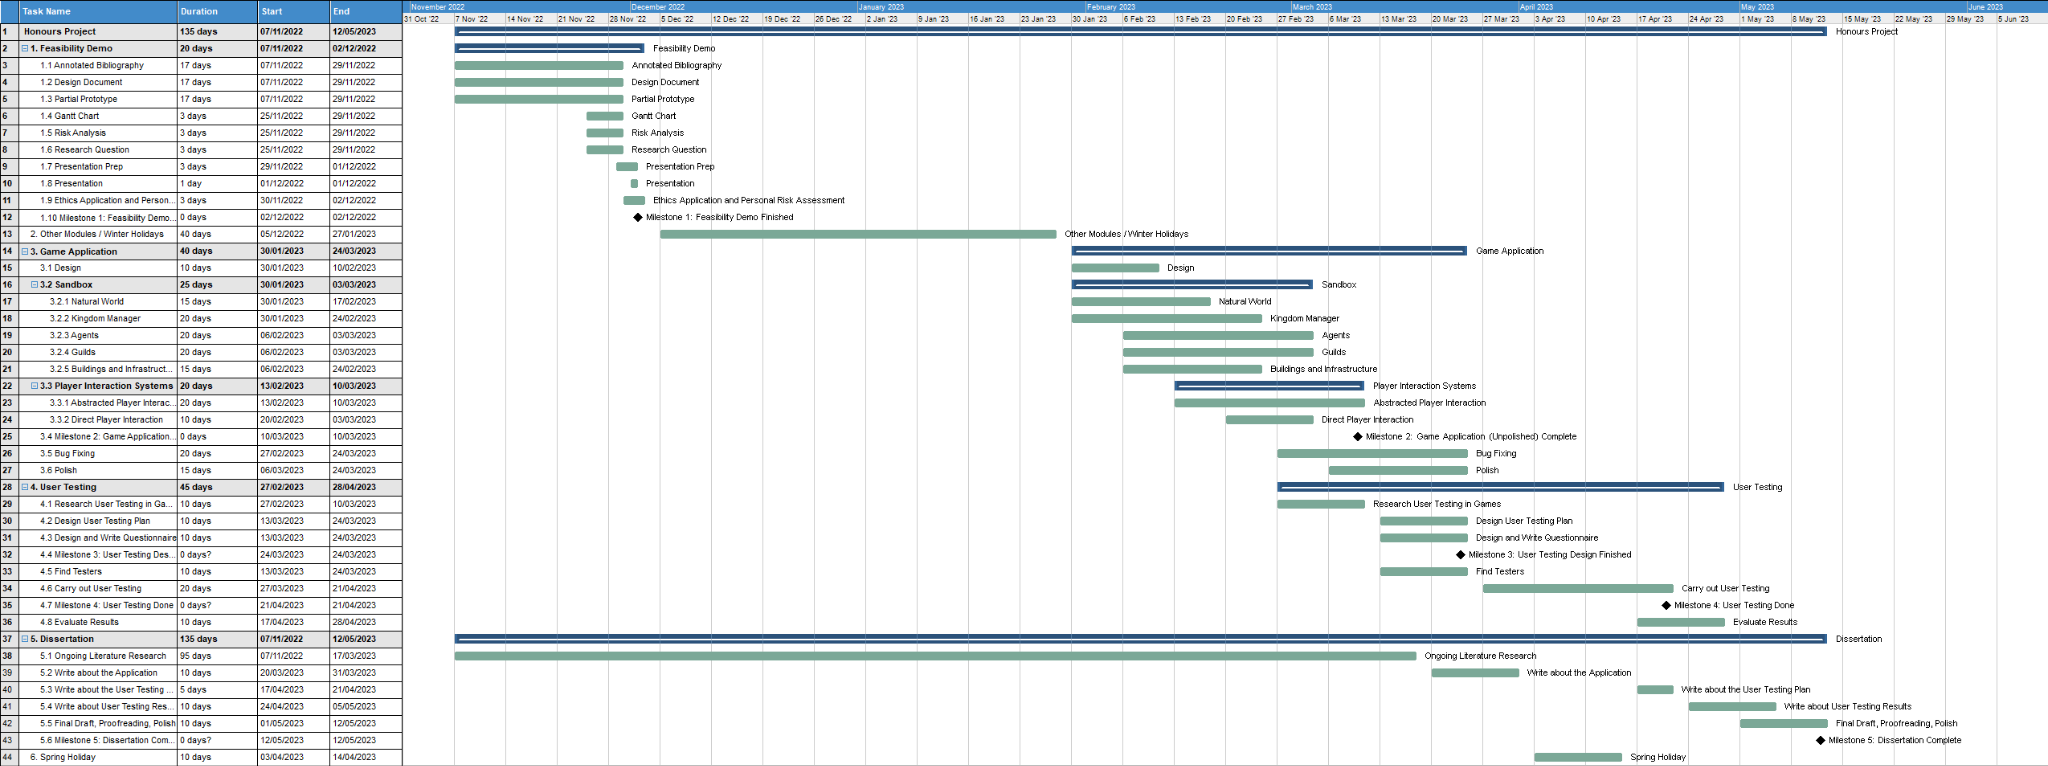 Task Name Duration Start End
November 2022 December 2022 January 2023 February 2023 March 2023 April 2023 May 2023 June 2023
31 Oct '22 7 Nov '22 14 Nov '22 21 Nov '22 28 Nov '22 5 Dec '22 12 Dec '22 19 Dec '22 26 Dec '22 2 Jan '23 9 Jan '23 16 Jan '23 23 Jan '23 30 Jan '23 6 Feb '23 13 Feb '23 20 Feb '23 27 Feb '23 6 Mar '23 13 Mar '23 20 Mar '23 27 Mar '23 3 Apr '23 10 Apr '23 17 Apr '23 24 Apr '23 1 May '23 8 May '23 15 May '23 22 May '23 29 May '23 5 Jun '23
1 Honours Project 135 days 07/11/2022 12/05/2023 Honours Project
2 1. Feasibility Demo 20 days 07/11/2022 02/12/2022 Feasibility Demo
3 1.1 Annotated Bibliography 17 days 07/11/2022 29/11/2022 Annotated Bibliography
4 1.2 Design Document 17 days 07/11/2022 29/11/2022 Design Document
5 1.3 Partial Prototype 17 days 07/11/2022 29/11/2022 Partial Prototype
6 1.4 Gantt Chart 3 days 25/11/2022 29/11/2022 Gantt Chart
7 1.5 Risk Analysis 3 days 25/11/2022 29/11/2022 Risk Analysis
8 1.6 Research Question 3 days 25/11/2022 29/11/2022 Research Question
9 1.7 Presentation Prep 3 days 29/11/2022 01/12/2022 Presentation Prep
10 1.8 Presentation 1 day 01/12/2022 01/12/2022 Presentation
11 1.9 Ethics Application and Person... 3 days 30/11/2022 02/12/2022 Ethics Application and Personal Risk Assessment
12 1.10 Milestone 1: Feasibility Demo... 0 days 02/12/2022 02/12/2022 Milestone 1: Feasibility Demo Finished
13 2. Other Modules / Winter Holidays 40 days 05/12/2022 27/01/2023 Other Modules / Winter Holidays
14 3. Game Application 40 days 30/01/2023 24/03/2023 Game Application
15 3.1 Design 10 days 30/01/2023 10/02/2023 Design
16 3.2 Sandbox 25 days 30/01/2023 03/03/2023 Sandbox
17 3.2.1 Natural World 15 days 30/01/2023 17/02/2023 Natural World
18 3.2.2 Kingdom Manager 20 days 30/01/2023 24/02/2023 Kingdom Manager
19 3.2.3 Agents 20 days 06/02/2023 03/03/2023 Agents
20 3.2.4 Guilds 20 days 06/02/2023 03/03/2023 Guilds
21 3.2.5 Buildings and Infrastruct... 15 days 06/02/2023 24/02/2023 Buildings and Infrastructure
22 3.3 Player Interaction Systems 20 days 13/02/2023 10/03/2023 Player Interaction Systems
23 3.3.1 Abstracted Player Interac... 20 days 13/02/2023 10/03/2023 Abstracted Player Interaction
24 3.3.2 Direct Player Interaction 10 days 20/02/2023 03/03/2023 Direct Player Interaction
25 3.4 Milestone 2: Game Application... 0 days 10/03/2023 10/03/2023 Milestone 2: Game Application (Unpolished) Complete
26 3.5 Bug Fixing 20 days 27/02/2023 24/03/2023 Bug Fixing
27 3.6 Polish 15 days 06/03/2023 24/03/2023 Polish
28 4. User Testing 45 days 27/02/2023 28/04/2023 User Testing
29 4.1 Research User Testing in Ga... 10 days 27/02/2023 10/03/2023 Research User Testing in Games
30 4.2 Design User Testing Plan 10 days 13/03/2023 24/03/2023 Design User Testing Plan
31 4.3 Design and Write Questionnaire 10 days 13/03/2023 24/03/2023 Design and Write Questionnaire
32 4.4 Milestone 3: User Testing Des... 0 days? 24/03/2023 24/03/2023 Milestone 3: User Testing Design Finished
33 4.5 Find Testers 10 days 13/03/2023 24/03/2023 Find Testers
34 4.6 Carry out User Testing 20 days 27/03/2023 21/04/2023 Carry out User Testing
35 4.7 Milestone 4: User Testing Done 0 days? 21/04/2023 21/04/2023 Milestone 4: User Testing Done
36 4.8 Evaluate Results 10 days 17/04/2023 28/04/2023 Evaluate Results
37 5. Dissertation 135 days 07/11/2022 12/05/2023 Dissertation
38 5.1 Ongoing Literature Research 95 days 07/11/2022 17/03/2023 Ongoing Literature Research
39 5.2 Write about the Application 10 days 20/03/2023 31/03/2023 Write about the Application
40 5.3 Write about the User Testing ... 5 days 17/04/2023 21/04/2023 Write about the User Testing Plan
41 5.4 Write about User Testing Res... 10 days 24/04/2023 05/05/2023 Write about User Testing Results
42 5.5 Final Draft, Proofreading, Polish 10 days 01/05/2023 12/05/2023 Final Draft, Proofreading, Polish
43 5.6 Milestone 5: Dissertation Com... 0 days? 12/05/2023 12/05/2023 Milestone 5: Dissertation Complete
44 6. Spring Holiday 10 days 03/04/2023 14/04/2023 Spring Holiday